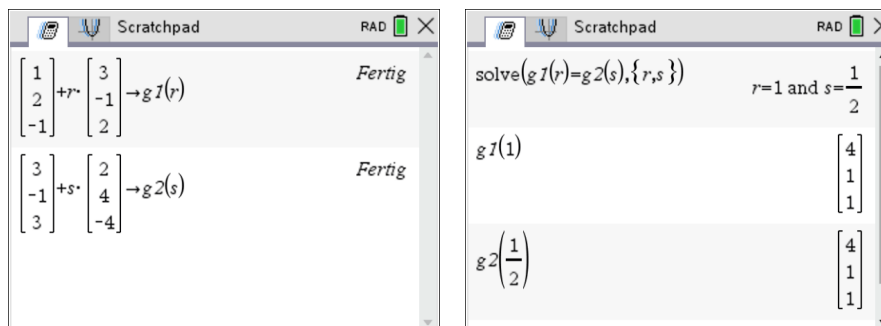 Scratchpad RAD
[1 2 -1]+r·[3 -1 2]→g1(r) Fertig
[3 -1 3]+s·[2 4 -4]→g2(s) Fertig
Scratchpad RAD
solve(g1(r)=g2(s),{r,s}) r=1 and s=1/2
g1(1) [4 1 1]
g2(1/2) [4 1 1]